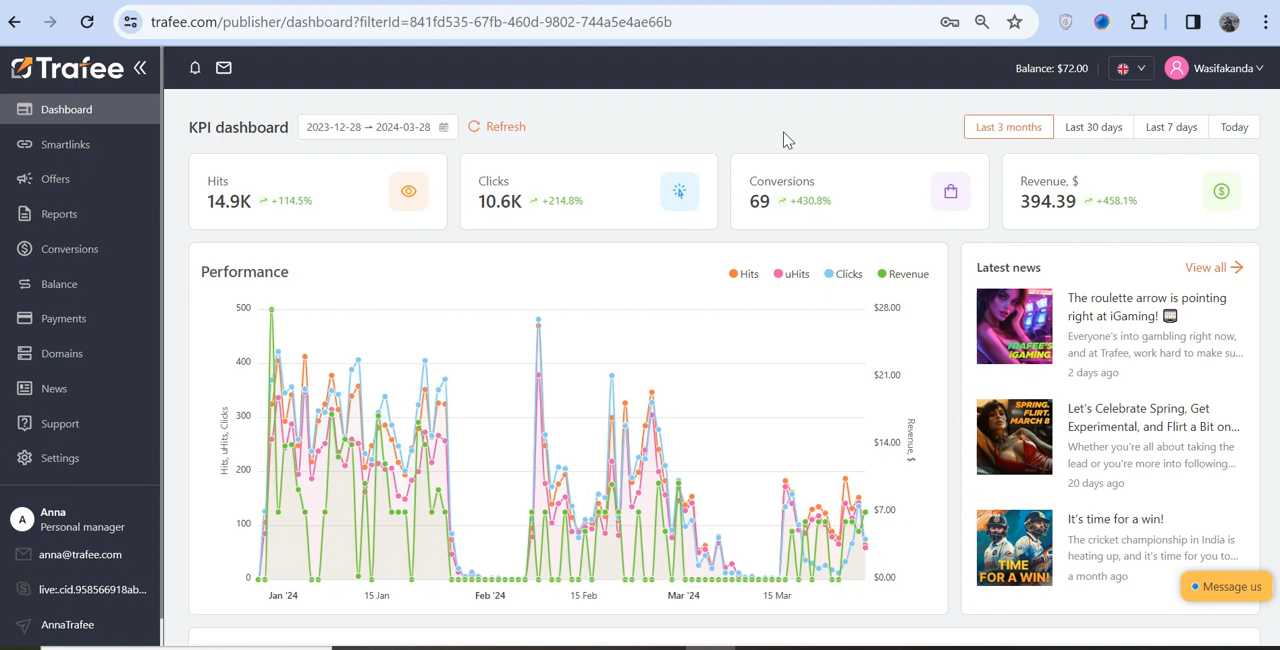 trafee.com/publisher/dashboard?filterId=841fd535-67fb-460d-9802-744a5e4ae66b
Trafee
Balance: $72.00
Wasifakanda
Dashboard
Smartlinks
Offers
Reports
Conversions
Balance
Payments
Domains
News
Support
Settings
A
Anna
Personal manager
anna@trafee.com
live:.cid.958566918ab...
AnnaTrafee
KPI dashboard
2023-12-28 → 2024-03-28
Refresh
Last 3 months
Last 30 days
Last 7 days
Today
Hits
14.9K
+114.5%
Clicks
10.6K
+214.8%
Conversions
69
+430.8%
Revenue, $
394.39
+458.1%
Performance
Hits
uHits
Clicks
Revenue
500
400
300
200
100
0
Hits, uHits, Clicks
$28.00
$21.00
$14.00
$7.00
$0.00
Revenue, $
Jan '24
15 Jan
Feb '24
15 Feb
Mar '24
15 Mar
Latest news
View all
The roulette arrow is pointing
right at iGaming! 🎰
Everyone's into gambling right now,
and at Trafee, work hard to make su...
2 days ago
TRAFEE'S
IGAMING
Let's Celebrate Spring, Get
Experimental, and Flirt a Bit on...
Whether you're all about taking the
lead or you're more into following...
20 days ago
SPRING.
FLIRT.
MARCH 8
It's time for a win!
The cricket championship in India is
heating up, and it's time for you to...
a month ago
TIME
FOR A WIN!
Message us